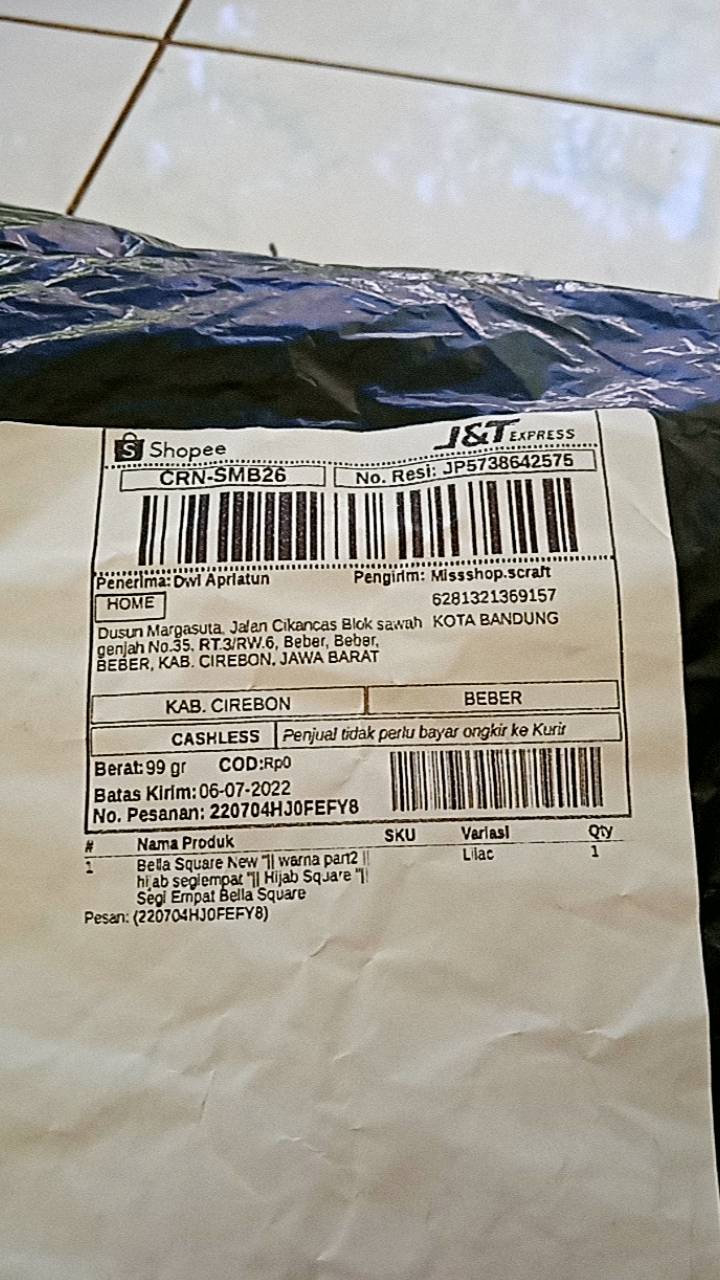 Shopee
J&T EXPRESS
CRN-SMB26
No. Resi: JP5738642575
Penerima: Dwi Apriatun
Pengirim: Missshop.scraft
HOME
6281321369157
Dusun Margasuta, Jalan Cikancas Blok sawah
KOTA BANDUNG
genjah No.35, RT.3/RW.6, Beber, Beber,
BEBER, KAB. CIREBON, JAWA BARAT
KAB. CIREBON
BEBER
CASHLESS
Penjual tidak perlu bayar ongkir ke Kurir
Berat: 99 gr
COD:Rp0
Batas Kirim: 06-07-2022
No. Pesanan: 220704HJ0FEFY8
# Nama Produk SKU Variasi Qty
1 Bella Square New "|| warna part2 || Lilac 1
hijab segiempat "|| Hijab Square "||
Segi Empat Bella Square
Pesan: (220704HJ0FEFY8)